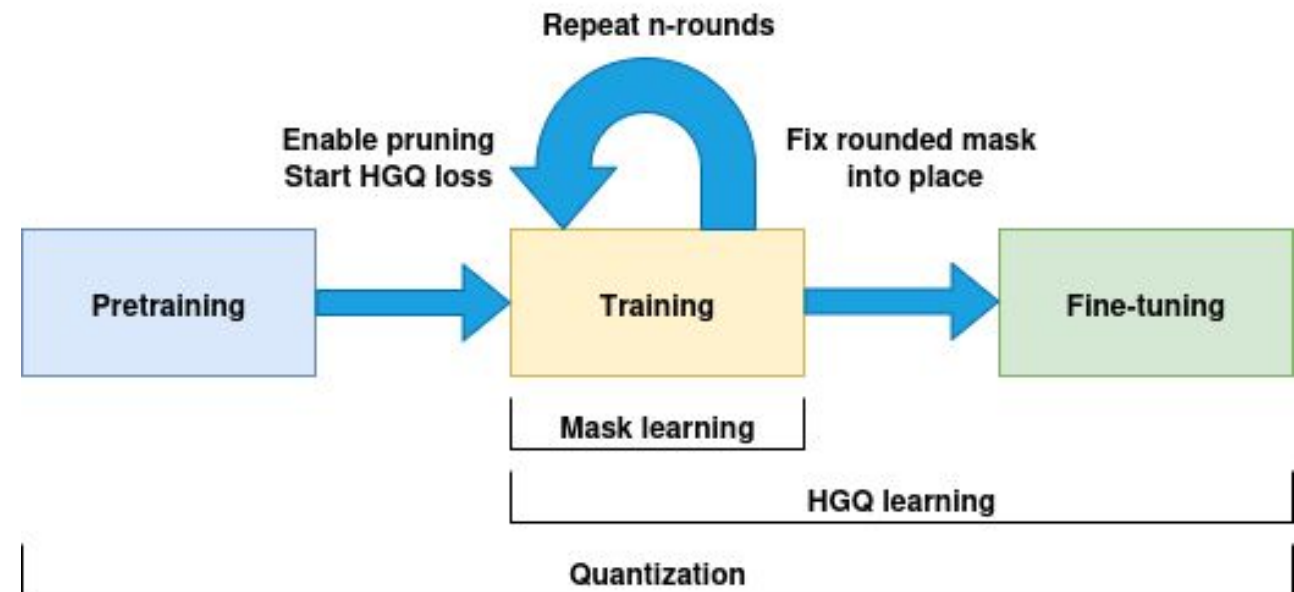 Repeat n-rounds
Enable pruning
Start HGQ loss
Fix rounded mask
into place
Pretraining
Training
Fine-tuning
Mask learning
HGQ learning
Quantization